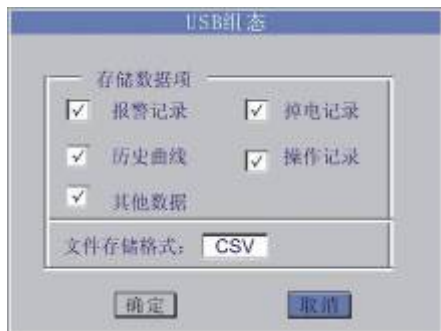 USB组态
存储数据项
报警记录
掉电记录
历史曲线
操作记录
其他数据
文件存储格式: CSV
确定
取消